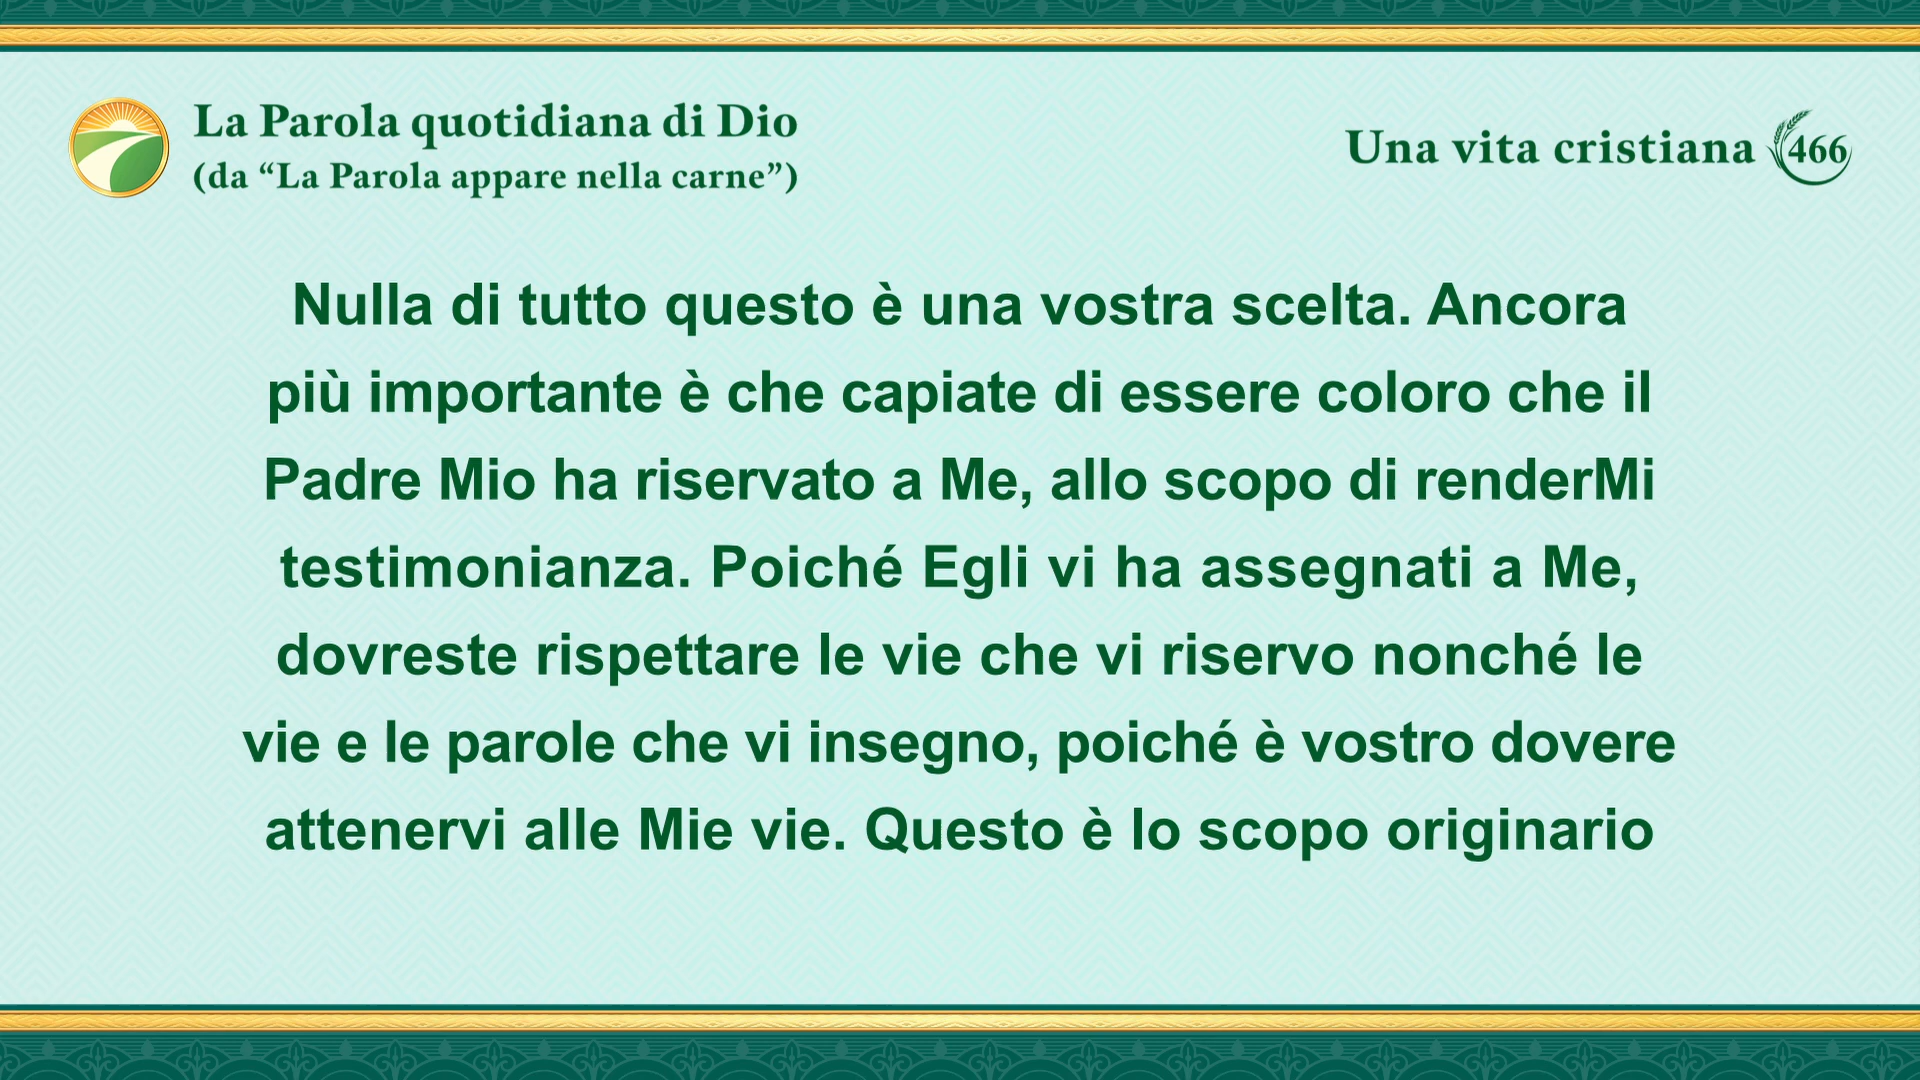 La Parola quotidiana di Dio
(da “La Parola appare nella carne”)
Una vita cristiana 466
Nulla di tutto questo è una vostra scelta. Ancora
più importante è che capiate di essere coloro che il
Padre Mio ha riservato a Me, allo scopo di renderMi
testimonianza. Poiché Egli vi ha assegnati a Me,
dovreste rispettare le vie che vi riservo nonché le
vie e le parole che vi insegno, poiché è vostro dovere
attenervi alle Mie vie. Questo è lo scopo originario